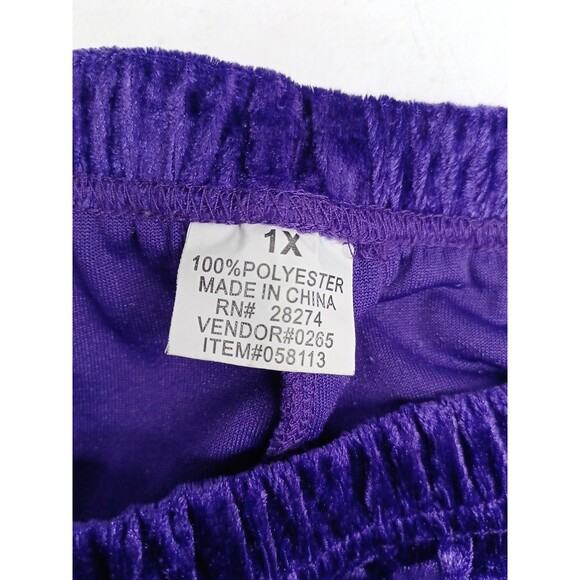 1X
100%POLYESTER
MADE IN CHINA
RN# 28274
VENDOR#0265
ITEM#058113